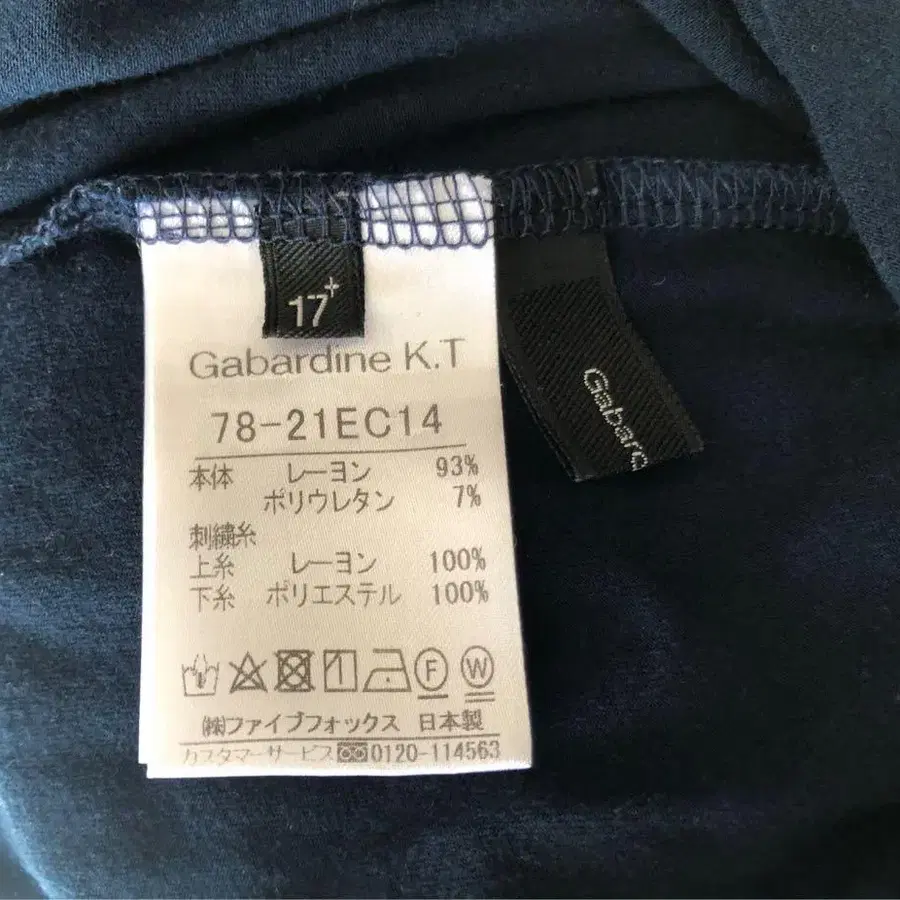 17+
Gabardine K.T
78-21EC14
本体 レーヨン 93%
ポリウレタン 7%
刺繍糸
上糸 レーヨン 100%
下糸 ポリエステル 100%
F W
㈱ファイブフォックス 日本製
カスタマーサービス 0120-114563
Gabard